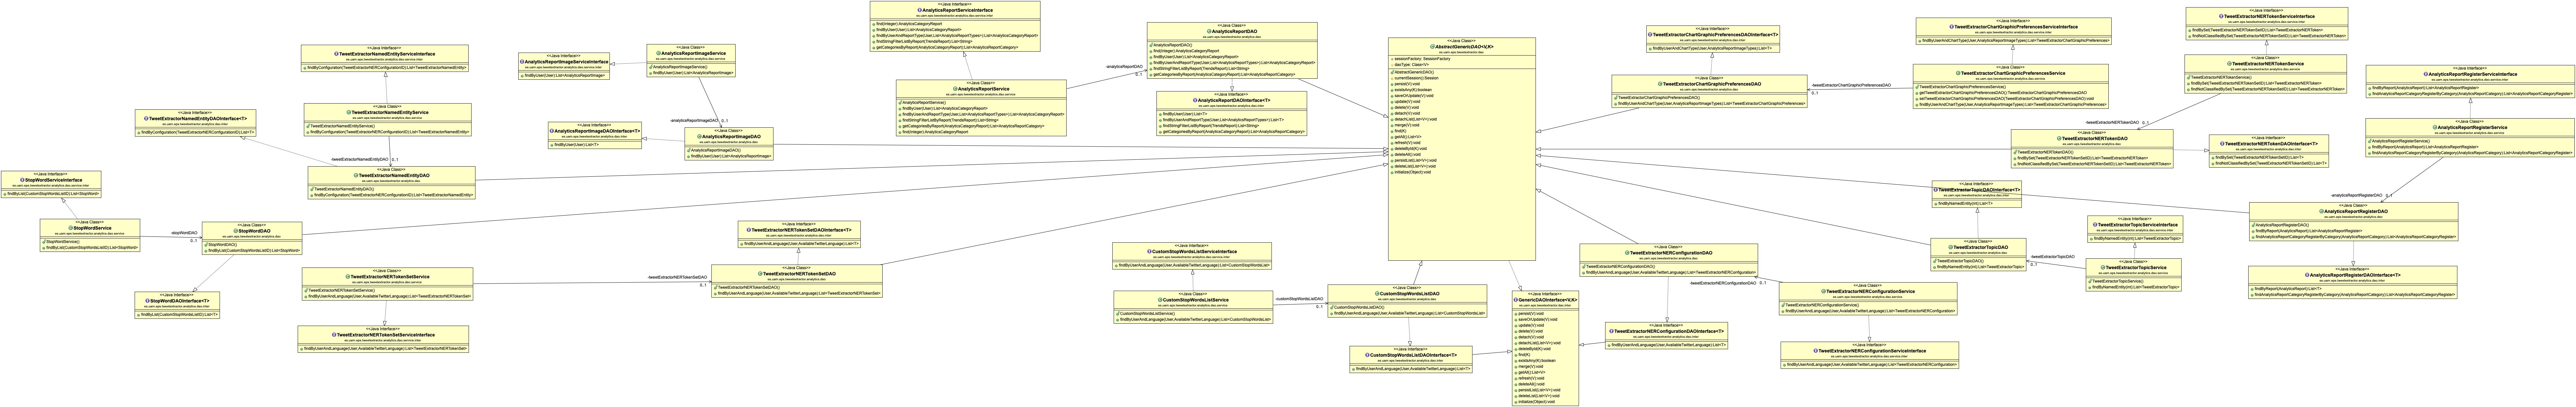 <<Java Interface>>
AnalyticsReportServiceInterface
es.uam.eps.tweetextractor.analytics.dao.service.inter
find(Integer):AnalyticsCategoryReport
findByUser(User):List<AnalyticsCategoryReport>
findByUserAndReportType(User,List<AnalyticsReportTypes>):List<AnalyticsCategoryReport>
findStringFilterListByReport(TrendsReport):List<String>
getCategoriesByReport(AnalyticsCategoryReport):List<AnalyticsReportCategory>
<<Java Interface>>
TweetExtractorNamedEntityServiceInterface
es.uam.eps.tweetextractor.analytics.dao.service.inter
findByConfiguration(TweetExtractorNERConfigurationID):List<TweetExtractorNamedEntity>
<<Java Interface>>
AnalyticsReportImageServiceInterface
es.uam.eps.tweetextractor.analytics.dao.service.inter
findByUser(User):List<AnalyticsReportImage>
<<Java Class>>
AnalyticsReportImageService
es.uam.eps.tweetextractor.analytics.dao.service
AnalyticsReportImageService()
findByUser(User):List<AnalyticsReportImage>
<<Java Class>>
AnalyticsReportService
es.uam.eps.tweetextractor.analytics.dao.service
AnalyticsReportService()
findByUser(User):List<AnalyticsCategoryReport>
findByUserAndReportType(User,List<AnalyticsReportTypes>):List<AnalyticsCategoryReport>
findStringFilterListByReport(TrendsReport):List<String>
getCategoriesByReport(AnalyticsCategoryReport):List<AnalyticsReportCategory>
find(Integer):AnalyticsCategoryReport
-analyticsReportDAO
0..1
<<Java Class>>
AnalyticsReportDAO
es.uam.eps.tweetextractor.analytics.dao
AnalyticsReportDAO()
find(Integer):AnalyticsCategoryReport
findByUser(User):List<AnalyticsCategoryReport>
findByUserAndReportType(User,List<AnalyticsReportTypes>):List<AnalyticsCategoryReport>
findStringFilterListByReport(TrendsReport):List<String>
getCategoriesByReport(AnalyticsCategoryReport):List<AnalyticsReportCategory>
<<Java Interface>>
AnalyticsReportDAOInterface<T>
es.uam.eps.tweetextractor.analytics.dao.inter
findByUser(User):List<T>
findByUserAndReportType(User,List<AnalyticsReportTypes>):List<T>
findStringFilterListByReport(TrendsReport):List<String>
getCategoriesByReport(AnalyticsCategoryReport):List<AnalyticsReportCategory>
<<Java Class>>
AbstractGenericDAO<V,K>
es.uam.eps.tweetextractor.analytics.dao
sessionFactory: SessionFactory
daoType: Class<V>
AbstractGenericDAO()
currentSession():Session
persist(V):void
existsAny(K):boolean
saveOrUpdate(V):void
update(V):void
delete(V):void
detach(V):void
detachList(List<V>):void
merge(V):void
find(K)
getAll():List<V>
refresh(V):void
deleteById(K):void
deleteAll():void
persistList(List<V>):void
deleteList(List<V>):void
initialize(Object):void
<<Java Interface>>
TweetExtractorChartGraphicPreferencesDAOInterface<T>
es.uam.eps.tweetextractor.analytics.dao.inter
findByUserAndChartType(User,AnalyticsReportImageTypes):List<T>
<<Java Class>>
TweetExtractorChartGraphicPreferencesDAO
es.uam.eps.tweetextractor.analytics.dao
TweetExtractorChartGraphicPreferencesDAO()
findByUserAndChartType(User,AnalyticsReportImageTypes):List<TweetExtractorChartGraphicPreferences>
-tweetExtractorChartGraphicPreferencesDAO
0..1
<<Java Interface>>
TweetExtractorChartGraphicPreferencesServiceInterface
es.uam.eps.tweetextractor.analytics.dao.service.inter
findByUserAndChartType(User,AnalyticsReportImageTypes):List<TweetExtractorChartGraphicPreferences>
<<Java Class>>
TweetExtractorChartGraphicPreferencesService
es.uam.eps.tweetextractor.analytics.dao.service
TweetExtractorChartGraphicPreferencesService()
getTweetExtractorChartGraphicPreferencesDAO():TweetExtractorChartGraphicPreferencesDAO
setTweetExtractorChartGraphicPreferencesDAO(TweetExtractorChartGraphicPreferencesDAO):void
findByUserAndChartType(User,AnalyticsReportImageTypes):List<TweetExtractorChartGraphicPreferences>
<<Java Interface>>
TweetExtractorNERTokenServiceInterface
es.uam.eps.tweetextractor.analytics.dao.service.inter
findBySet(TweetExtractorNERTokenSetID):List<TweetExtractorNERToken>
findNotClassifiedBySet(TweetExtractorNERTokenSetID):List<TweetExtractorNERToken>
<<Java Class>>
TweetExtractorNERTokenService
es.uam.eps.tweetextractor.analytics.dao.service
TweetExtractorNERTokenService()
findBySet(TweetExtractorNERTokenSetID):List<TweetExtractorNERToken>
findNotClassifiedBySet(TweetExtractorNERTokenSetID):List<TweetExtractorNERToken>
-tweetExtractorNERTokenDAO
0..1
<<Java Class>>
TweetExtractorNERTokenDAO
es.uam.eps.tweetextractor.analytics.dao
TweetExtractorNERTokenDAO()
findBySet(TweetExtractorNERTokenSetID):List<TweetExtractorNERToken>
findNotClassifiedBySet(TweetExtractorNERTokenSetID):List<TweetExtractorNERToken>
<<Java Interface>>
TweetExtractorNERTokenDAOInterface<T>
es.uam.eps.tweetextractor.analytics.dao.inter
findBySet(TweetExtractorNERTokenSetID):List<T>
findNotClassifiedBySet(TweetExtractorNERTokenSetID):List<T>
<<Java Interface>>
AnalyticsReportRegisterServiceInterface
es.uam.eps.tweetextractor.analytics.dao.service.inter
findByReport(AnalyticsReport):List<AnalyticsReportRegister>
findAnalyticsReportCategoryRegisterByCategory(AnalyticsReportCategory):List<AnalyticsReportCategoryRegister>
<<Java Class>>
AnalyticsReportRegisterService
es.uam.eps.tweetextractor.analytics.dao.service
AnalyticsReportRegisterService()
findByReport(AnalyticsReport):List<AnalyticsReportRegister>
findAnalyticsReportCategoryRegisterByCategory(AnalyticsReportCategory):List<AnalyticsReportCategoryRegister>
-analyticsReportRegisterDAO
0..1
<<Java Class>>
AnalyticsReportRegisterDAO
es.uam.eps.tweetextractor.analytics.dao
AnalyticsReportRegisterDAO()
findByReport(AnalyticsReport):List<AnalyticsReportRegister>
findAnalyticsReportCategoryRegisterByCategory(AnalyticsReportCategory):List<AnalyticsCategoryRegister>
<<Java Interface>>
AnalyticsReportRegisterDAOInterface<T>
es.uam.eps.tweetextractor.analytics.dao.inter
findByReport(AnalyticsReport):List<T>
findAnalyticsReportCategoryRegisterByCategory(AnalyticsReportCategory):List<AnalyticsCategoryRegister>
<<Java Interface>>
TweetExtractorNamedEntityDAOInterface<T>
es.uam.eps.tweetextractor.analytics.dao.inter
findByConfiguration(TweetExtractorNERConfigurationID):List<T>
<<Java Class>>
TweetExtractorNamedEntityService
es.uam.eps.tweetextractor.analytics.dao.service
TweetExtractorNamedEntityService()
findByConfiguration(TweetExtractorNERConfigurationID):List<TweetExtractorNamedEntity>
-tweetExtractorNamedEntityDAO
0..1
<<Java Class>>
TweetExtractorNamedEntityDAO
es.uam.eps.tweetextractor.analytics.dao
TweetExtractorNamedEntityDAO()
findByConfiguration(TweetExtractorNERConfigurationID):List<TweetExtractorNamedEntity>
<<Java Interface>>
AnalyticsReportImageDAOInterface<T>
es.uam.eps.tweetextractor.analytics.dao.inter
findByUser(User):List<T>
-analyticsReportImageDAO
0..1
<<Java Class>>
AnalyticsReportImageDAO
es.uam.eps.tweetextractor.analytics.dao
AnalyticsReportImageDAO()
findByUser(User):List<AnalyticsReportImage>
<<Java Interface>>
StopWordServiceInterface
es.uam.eps.tweetextractor.analytics.dao.service.inter
findByList(CustomStopWordsListID):List<StopWord>
<<Java Class>>
StopWordService
es.uam.eps.tweetextractor.analytics.dao.service
StopWordService()
findByList(CustomStopWordsListID):List<StopWord>
-stopWordDAO
0..1
<<Java Class>>
StopWordDAO
es.uam.eps.tweetextractor.analytics.dao
StopWordDAO()
findByList(CustomStopWordsListID):List<StopWord>
<<Java Interface>>
StopWordDAOInterface<T>
es.uam.eps.tweetextractor.analytics.dao.inter
findByList(CustomStopWordsListID):List<T>
<<Java Class>>
TweetExtractorNERTokenSetService
es.uam.eps.tweetextractor.analytics.dao.service
TweetExtractorNERTokenSetService()
findByUserAndLanguage(User,AvailableTwitterLanguage):List<TweetExtractorNERTokenSet>
<<Java Interface>>
TweetExtractorNERTokenSetServiceInterface
es.uam.eps.tweetextractor.analytics.dao.service.inter
findByUserAndLanguage(User,AvailableTwitterLanguage):List<TweetExtractorNERTokenSet>
-tweetExtractorNERTokenSetDAO
0..1
<<Java Interface>>
TweetExtractorNERTokenSetDAOInterface<T>
es.uam.eps.tweetextractor.analytics.dao.inter
findByUserAndLanguage(User,AvailableTwitterLanguage):List<T>
<<Java Class>>
TweetExtractorNERTokenSetDAO
es.uam.eps.tweetextractor.analytics.dao
TweetExtractorNERTokenSetDAO()
findByUserAndLanguage(User,AvailableTwitterLanguage):List<TweetExtractorNERTokenSet>
<<Java Interface>>
CustomStopWordsListServiceInterface
es.uam.eps.tweetextractor.analytics.dao.service.inter
findByUserAndLanguage(User,AvailableTwitterLanguage):List<CustomStopWordsList>
<<Java Class>>
CustomStopWordsListService
es.uam.eps.tweetextractor.analytics.dao.service
CustomStopWordsListService()
findByUserAndLanguage(User,AvailableTwitterLanguage):List<CustomStopWordsList>
-customStopWordsListDAO
0..1
<<Java Class>>
CustomStopWordsListDAO
es.uam.eps.tweetextractor.analytics.dao
CustomStopWordsListDAO()
findByUserAndLanguage(User,AvailableTwitterLanguage):List<CustomStopWordsList>
<<Java Interface>>
CustomStopWordsListDAOInterface<T>
es.uam.eps.tweetextractor.analytics.dao.inter
findByUserAndLanguage(User,AvailableTwitterLanguage):List<T>
<<Java Interface>>
GenericDAOInterface<V,K>
es.uam.eps.tweetextractor.analytics.dao.inter
persist(V):void
saveOrUpdate(V):void
update(V):void
delete(V):void
detach(V):void
detachList(List<V>):void
deleteById(K):void
find(K)
existsAny(K):boolean
merge(V):void
getAll():List<V>
refresh(V):void
deleteAll():void
persistList(List<V>):void
deleteList(List<V>):void
initialize(Object):void
<<Java Class>>
TweetExtractorNERConfigurationDAO
es.uam.eps.tweetextractor.analytics.dao
TweetExtractorNERConfigurationDAO()
findByUserAndLanguage(User,AvailableTwitterLanguage):List<TweetExtractorNERConfiguration>
-tweetExtractorNERConfigurationDAO
0..1
<<Java Interface>>
TweetExtractorNERConfigurationDAOInterface<T>
es.uam.eps.tweetextractor.analytics.dao.inter
findByUserAndLanguage(User,AvailableTwitterLanguage):List<T>
<<Java Class>>
TweetExtractorNERConfigurationService
es.uam.eps.tweetextractor.analytics.dao.service
TweetExtractorNERConfigurationService()
findByUserAndLanguage(User,AvailableTwitterLanguage):List<TweetExtractorNERConfiguration>
<<Java Interface>>
TweetExtractorNERConfigurationServiceInterface
es.uam.eps.tweetextractor.analytics.dao.service.inter
findByUserAndLanguage(User,AvailableTwitterLanguage):List<TweetExtractorNERConfiguration>
<<Java Interface>>
TweetExtractorTopicDAOInterface<T>
es.uam.eps.tweetextractor.analytics.dao.inter
findByNamedEntity(int):List<T>
<<Java Class>>
TweetExtractorTopicDAO
es.uam.eps.tweetextractor.analytics.dao
TweetExtractorTopicDAO()
findByNamedEntity(int):List<TweetExtractorTopic>
-tweetExtractorTopicDAO
0..1
<<Java Interface>>
TweetExtractorTopicServiceInterface
es.uam.eps.tweetextractor.analytics.dao.service.inter
findByNamedEntity(int):List<TweetExtractorTopic>
<<Java Class>>
TweetExtractorTopicService
es.uam.eps.tweetextractor.analytics.dao.service
TweetExtractorTopicService()
findByNamedEntity(int):List<TweetExtractorTopic>